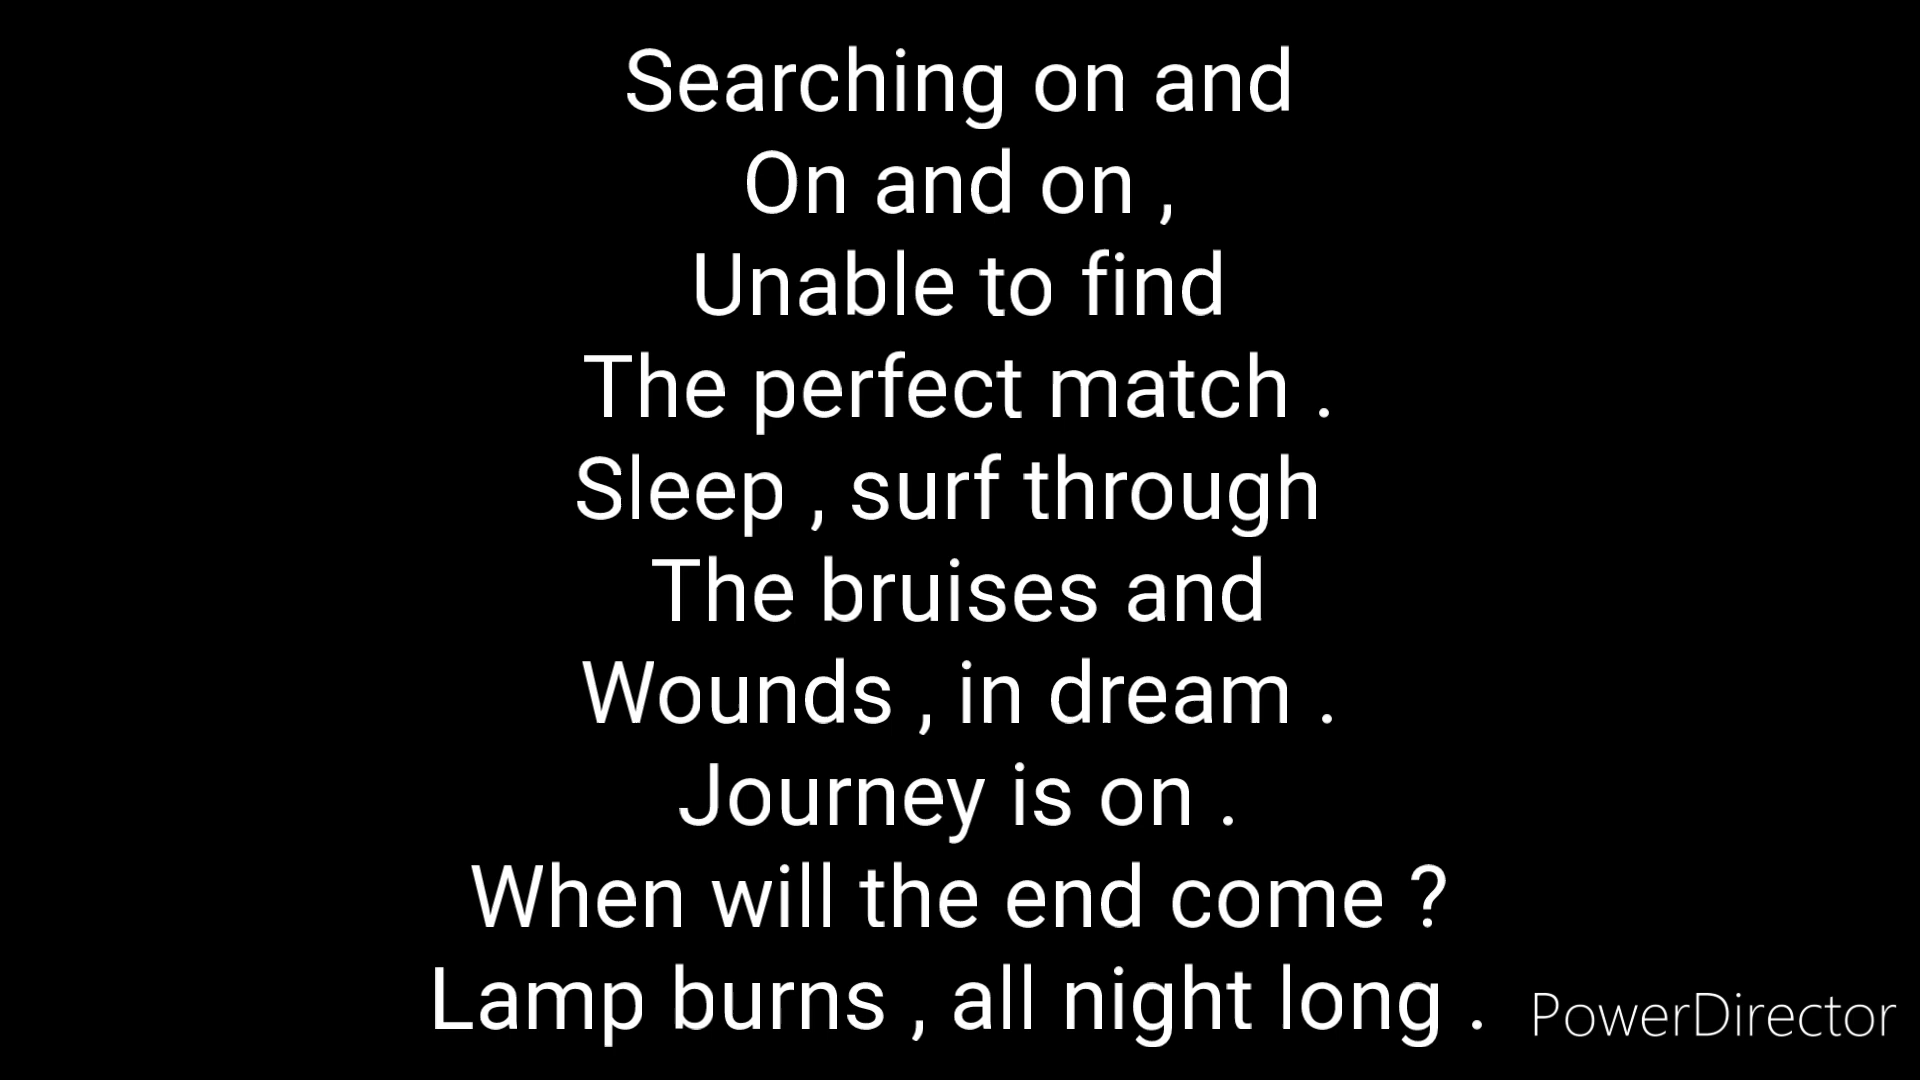 Searching on and
On and on ,
Unable to find
The perfect match .
Sleep , surf through
The bruises and
Wounds , in dream .
Journey is on .
When will the end come ?
Lamp burns , all night long .
PowerDirector